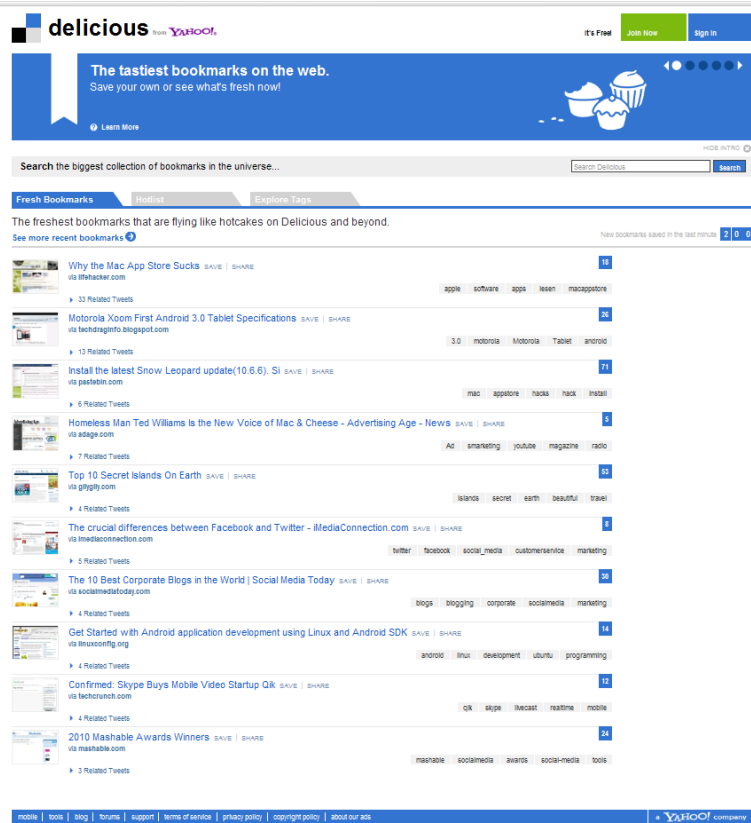 delicious from YAHOO!
It's Free! Join Now Sign In
The tastiest bookmarks on the web.
Save your own or see what's fresh now!
Learn More
HIDE INTRO
Search the biggest collection of bookmarks in the universe... Search Delicious Search
Fresh Bookmarks Hotlist Explore Tags
The freshest bookmarks that are flying like hotcakes on Delicious and beyond.
See more recent bookmarks New bookmarks saved in the last minute 2 0 0
Why the Mac App Store Sucks SAVE | SHARE 18
via lifehacker.com
apple software apps lesen macappstore
33 Related Tweets
Motorola Xoom First Android 3.0 Tablet Specifications SAVE | SHARE 26
via techdraginfo.blogspot.com
3.0 motorola Motorola Tablet android
13 Related Tweets
Install the latest Snow Leopard update(10.6.6). Si SAVE | SHARE 71
via pastebin.com
mac appstore hacks hack install
6 Related Tweets
Homeless Man Ted Williams Is the New Voice of Mac & Cheese - Advertising Age - News SAVE | SHARE 5
via adage.com
Ad smarketing youtube magazine radio
7 Related Tweets
Top 10 Secret Islands On Earth SAVE | SHARE 53
via gllyglly.com
islands secret earth beautiful travel
4 Related Tweets
The crucial differences between Facebook and Twitter - iMediaConnection.com SAVE | SHARE 8
via imediaconnection.com
twitter facebook social_media customerservice marketing
5 Related Tweets
The 10 Best Corporate Blogs in the World | Social Media Today SAVE | SHARE 30
via socialmediatoday.com
blogs blogging corporate socialmedia marketing
4 Related Tweets
Get Started with Android application development using Linux and Android SDK SAVE | SHARE 14
via linuxconfig.org
android linux development ubuntu programming
4 Related Tweets
Confirmed: Skype Buys Mobile Video Startup Qik SAVE | SHARE 12
via techcrunch.com
qik skype livecast realtime mobile
4 Related Tweets
2010 Mashable Awards Winners SAVE | SHARE 24
via mashable.com
mashable socialmedia awards social-media tools
3 Related Tweets
mobile | tools | blog | forums | support | terms of service | privacy policy | copyright policy | about our ads a YAHOO! company